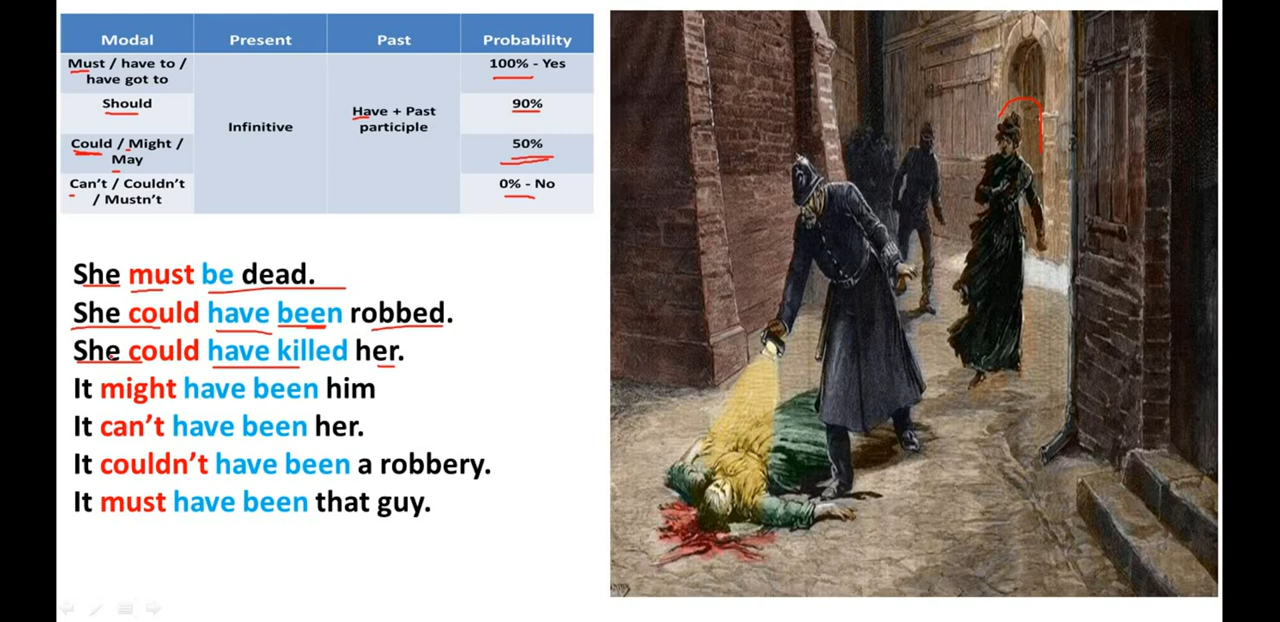 Modal Present Past Probability
Must / have to /
have got to
100% - Yes
Should
90%
Infinitive
Have + Past
participle
Could / Might /
May
50%
Can't / Couldn't
/ Mustn't
0% - No
She must be dead.
She could have been robbed.
She could have killed her.
It might have been him
It can't have been her.
It couldn't have been a robbery.
It must have been that guy.